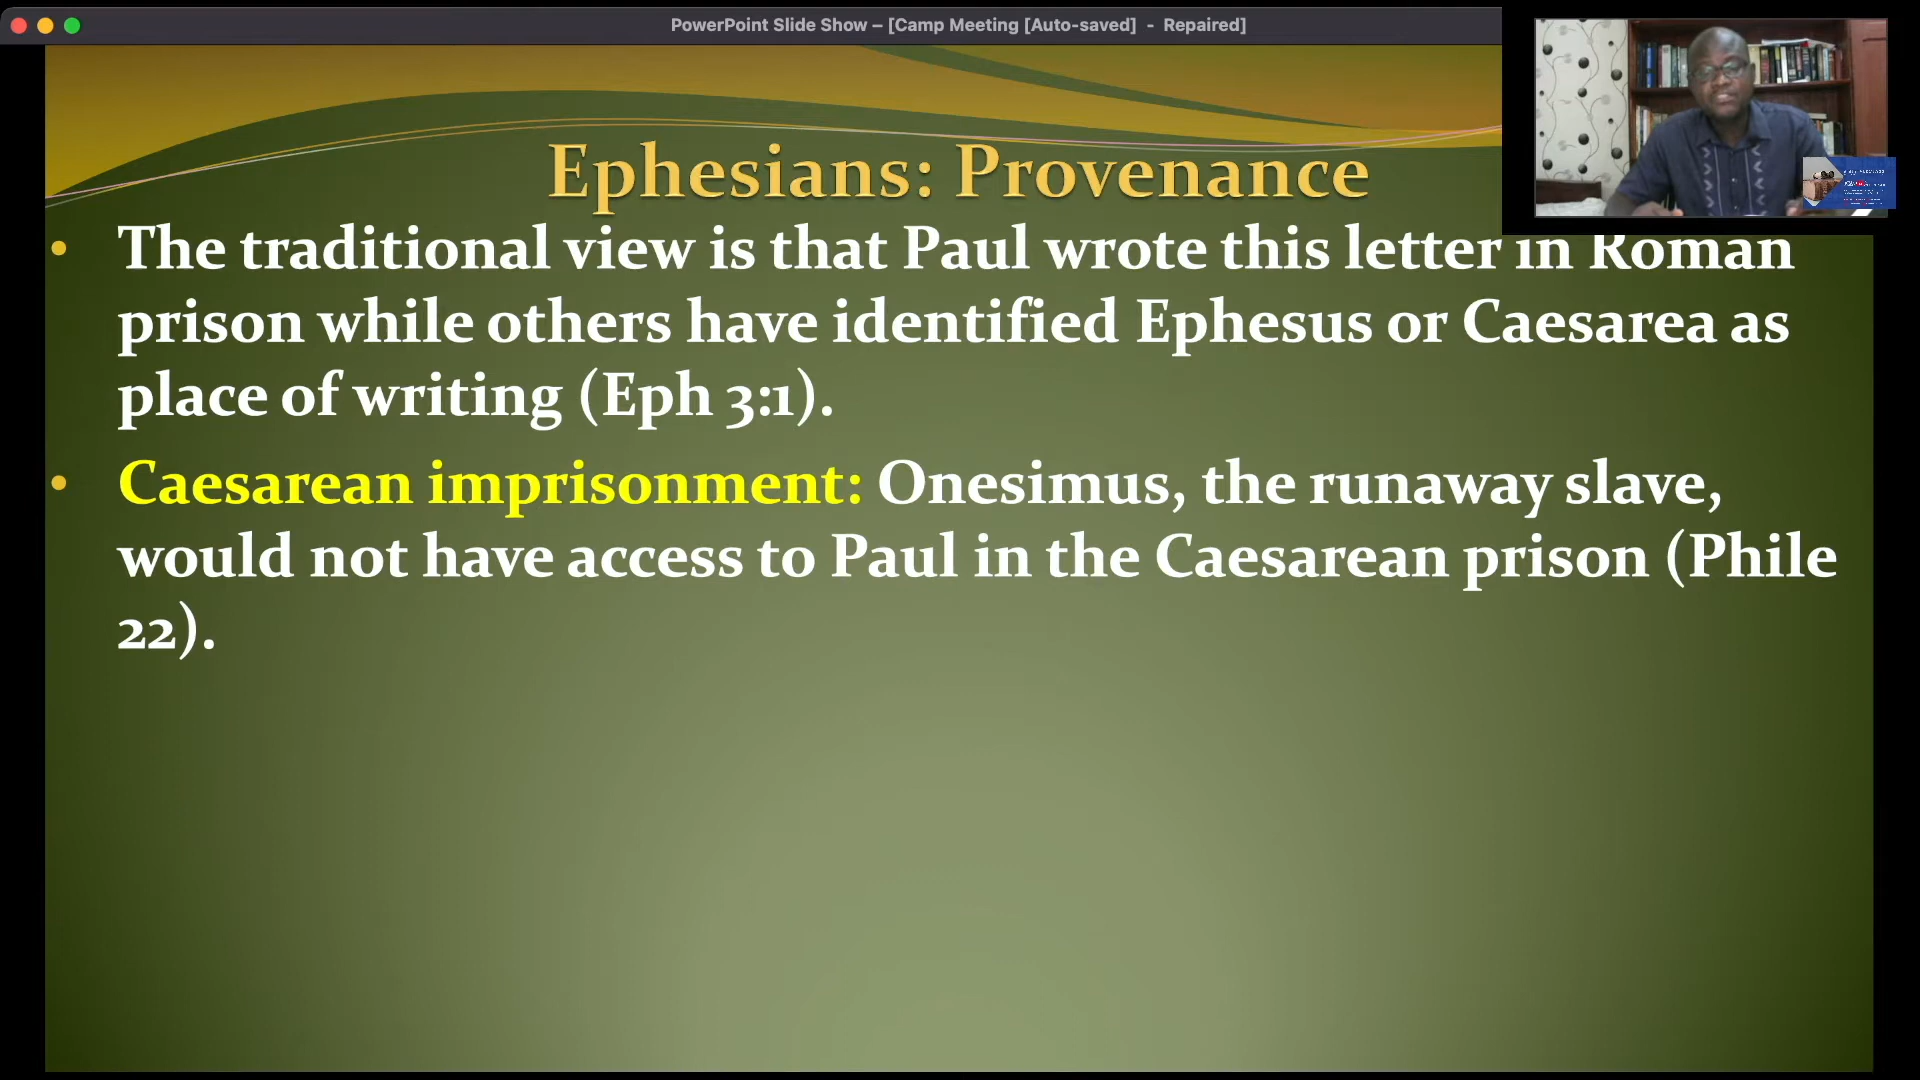 PowerPoint Slide Show – [Camp Meeting [Auto-saved]  -  Repaired]
Ephesians: Provenance
• The traditional view is that Paul wrote this letter in Roman
prison while others have identified Ephesus or Caesarea as
place of writing (Eph 3:1).
• Caesarean imprisonment: Onesimus, the runaway slave,
would not have access to Paul in the Caesarean prison (Phile
22).